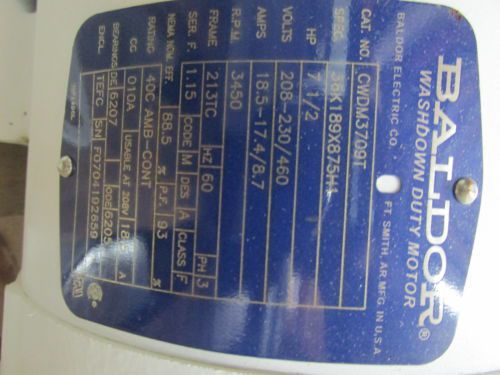 BALDOR®
WASHDOWN DUTY MOTOR
BALDOR ELECTRIC CO. FT. SMITH, AR MFG. IN U.S.A.
CAT. NO. CWDM3709T
SPEC. 36K189X875H1
HP 7 1/2
VOLTS 208-230/460
AMPS 18.5-17.4/8.7
R.P.M. 3450
FRAME 213TC HZ 60 PH 3
SER. F. 1.15 CODE M DES A CLASS F
NEMA NOM. EFF. 88.5 % P.F. 93 %
RATING 40C AMB-CONT
CC 010A USABLE AT 208V A
BEARINGS DE 6207 ODE 6205
ENCL. TEFC SN